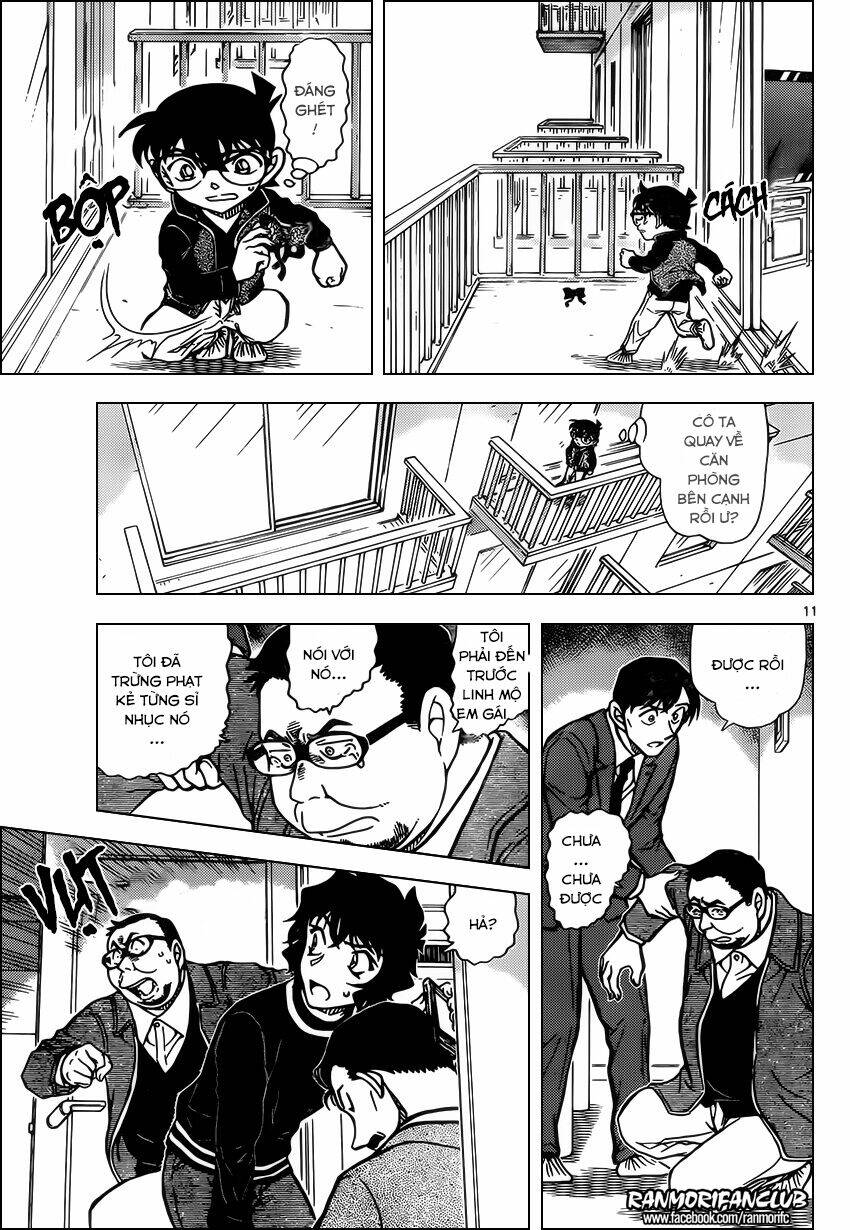 CÁCH
ĐÁNG
GHÉT
!
BỘP
CÔ TA
QUAY VỀ
CĂN
PHÒNG
BÊN CẠNH
RỒI Ư?
11
ĐƯỢC RỒI
...
CHƯA
...
CHƯA
ĐƯỢC
TÔI
PHẢI ĐẾN
TRƯỚC
LINH MỘ
EM GÁI
NÓI VỚI
NÓ...
TÔI ĐÃ
TRỪNG PHẠT
KẺ TỪNG SỈ
NHỤC NÓ
...
HẢ?
VỤT
RANMORIFANCLUB
www.facebook.com/ranmorifc